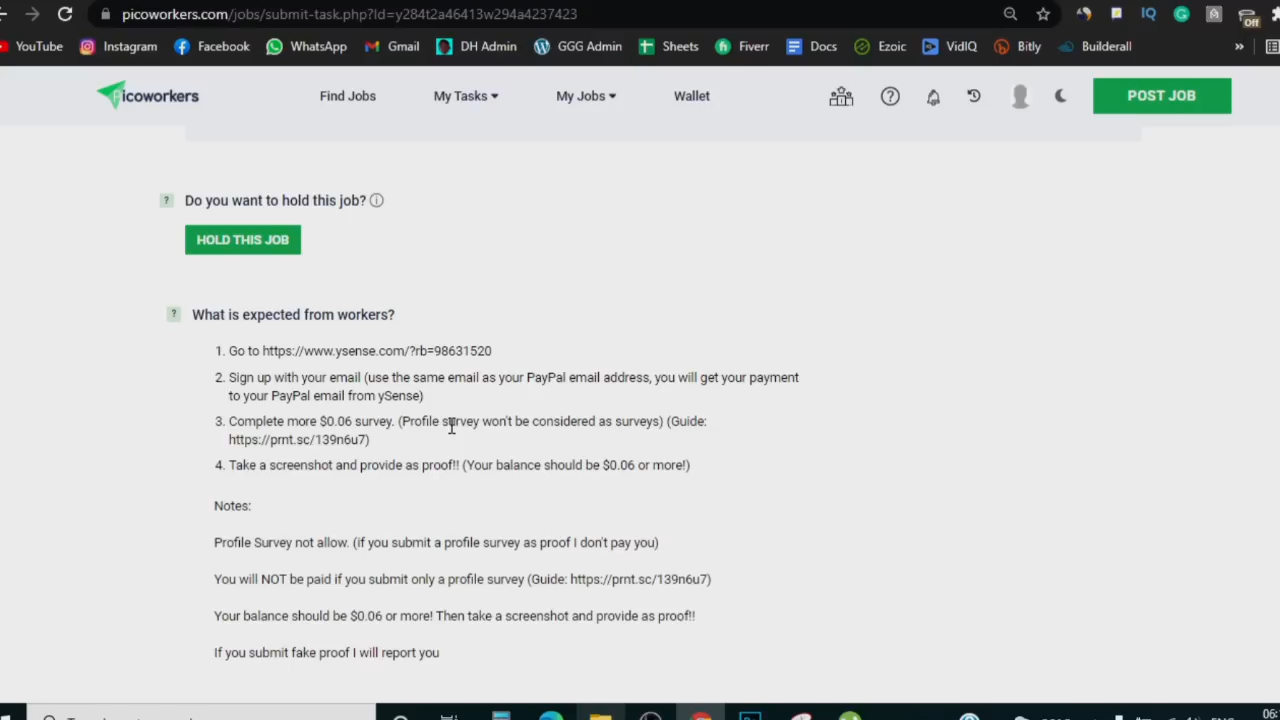 picoworkers.com/jobs/submit-task.php?Id=y284t2a46413w294a4237423
YouTube Instagram Facebook WhatsApp Gmail DH Admin GGG Admin Sheets Fiverr Docs Ezoic VidIQ Bitly Builderall »
IQ Off
picoworkers Find Jobs My Tasks My Jobs Wallet POST JOB
? Do you want to hold this job?
HOLD THIS JOB
? What is expected from workers?
1. Go to https://www.ysense.com/?rb=98631520
2. Sign up with your email (use the same email as your PayPal email address, you will get your payment
to your PayPal email from ySense)
3. Complete more $0.06 survey. (Profile survey won't be considered as surveys) (Guide:
https://prnt.sc/139n6u7)
4. Take a screenshot and provide as proof!! (Your balance should be $0.06 or more!)
Notes:
Profile Survey not allow. (if you submit a profile survey as proof I don't pay you)
You will NOT be paid if you submit only a profile survey (Guide: https://prnt.sc/139n6u7)
Your balance should be $0.06 or more! Then take a screenshot and provide as proof!!
If you submit fake proof I will report you
06: